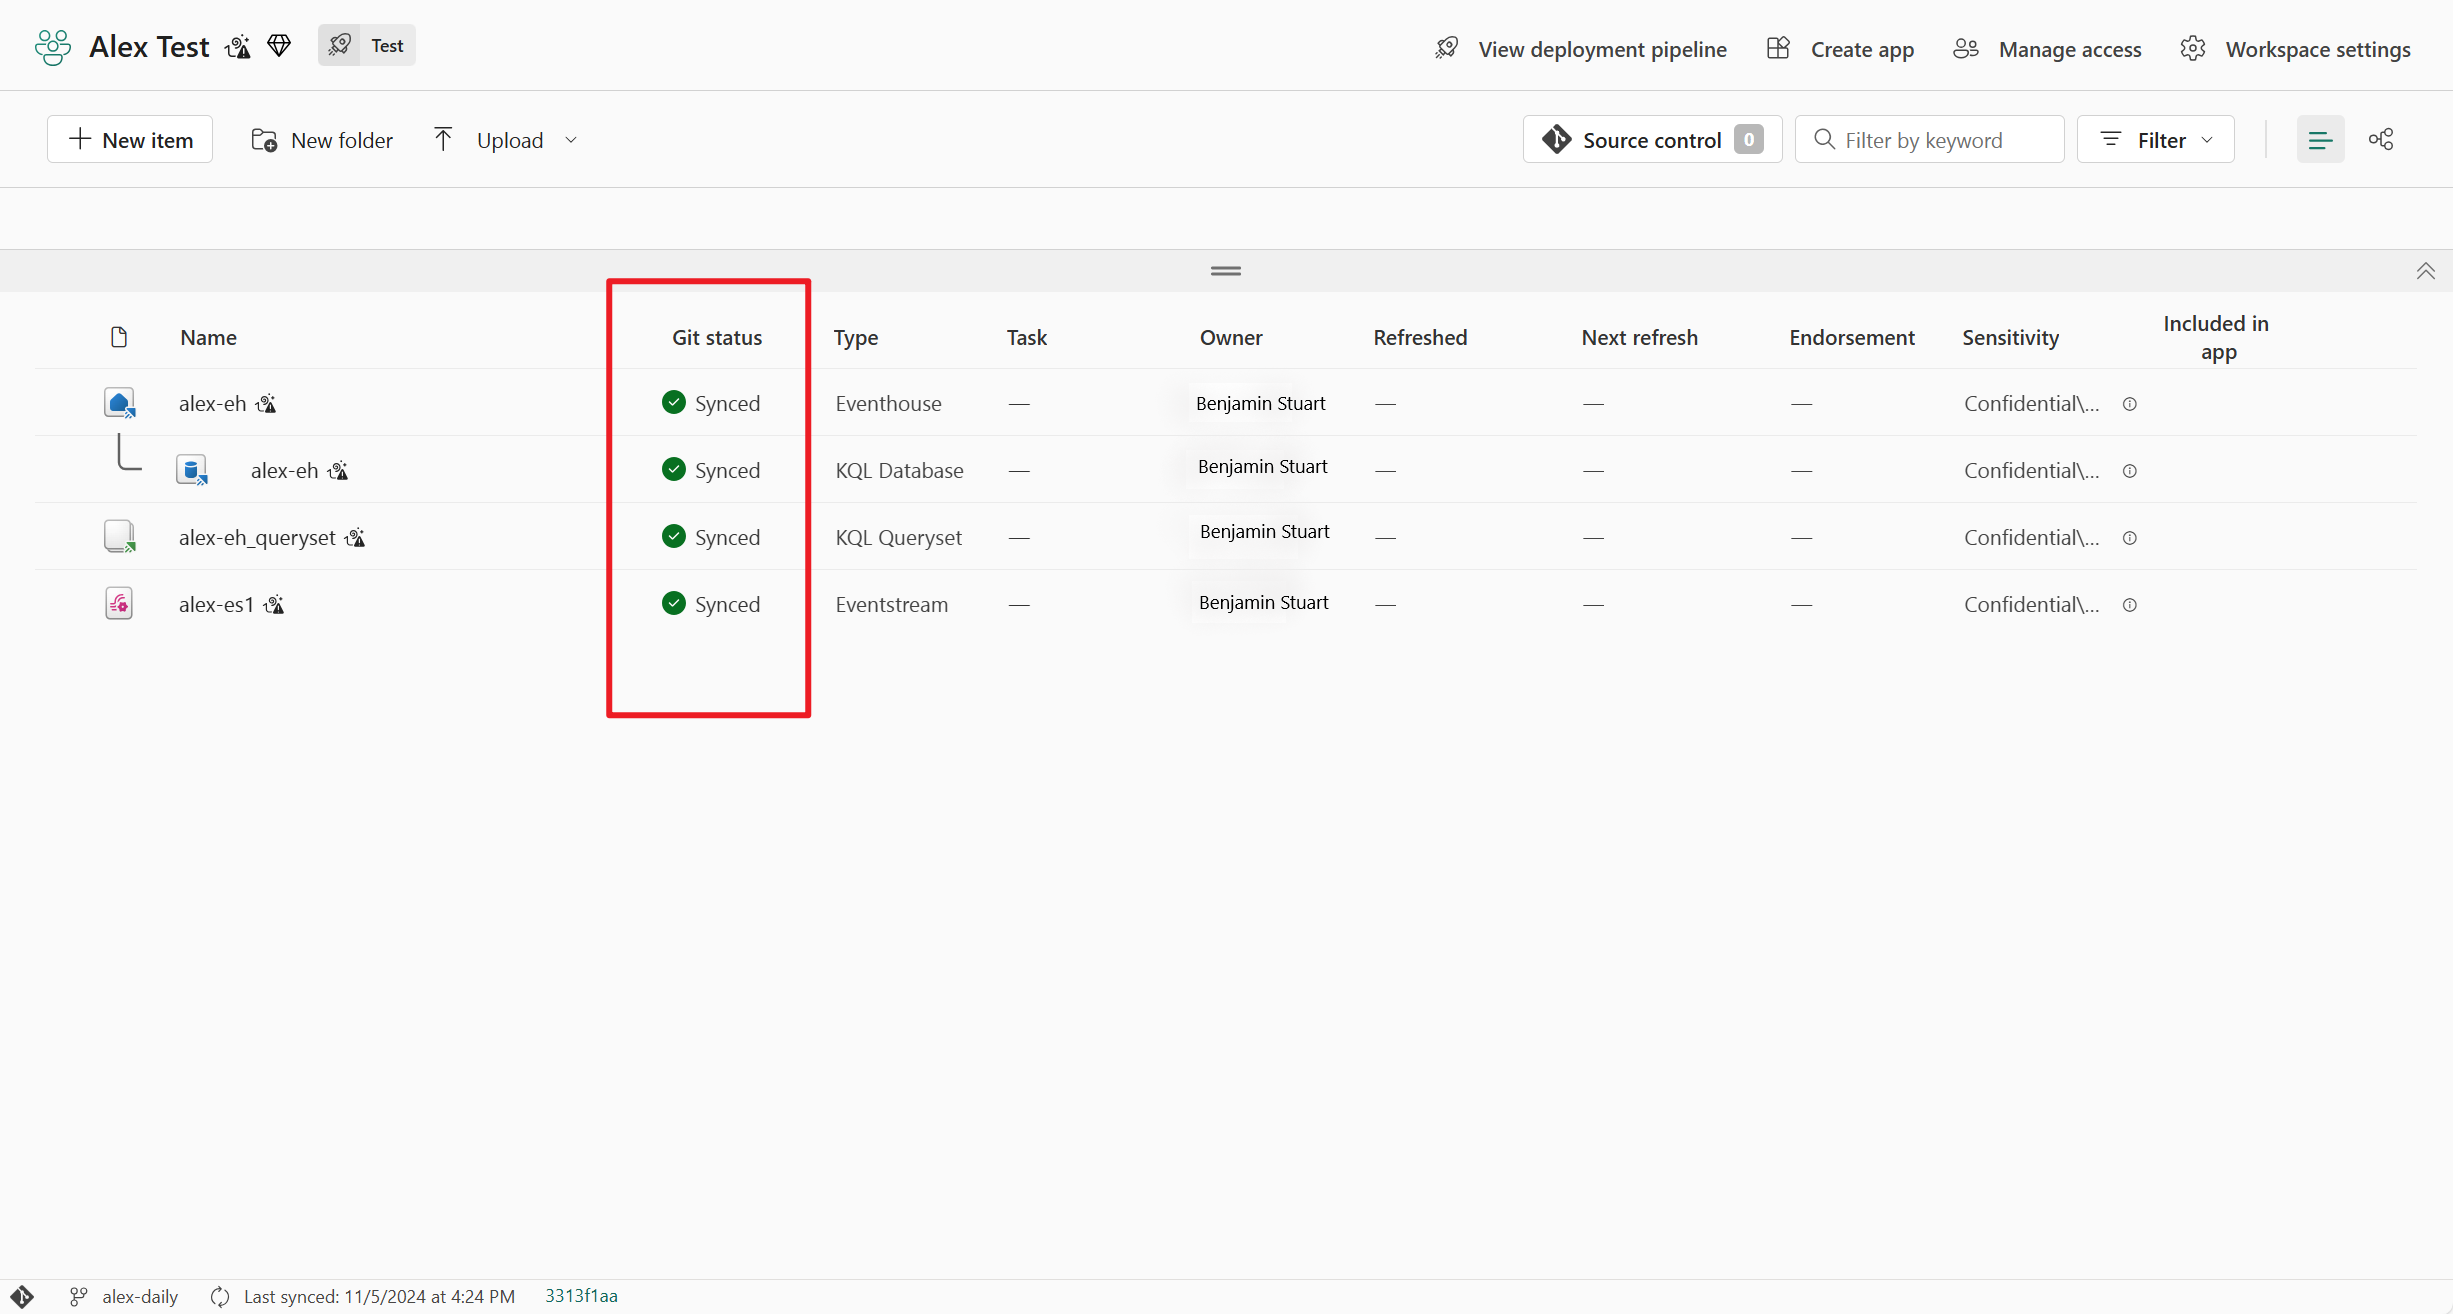 Alex Test
Test
View deployment pipeline
Create app
Manage access
Workspace settings
New item
New folder
Upload
Source control 0
Filter by keyword
Filter
Name Git status Type Task Owner Refreshed Next refresh Endorsement Sensitivity Included in app
alex-eh Synced Eventhouse — Benjamin Stuart — — — Confidential\...
alex-eh Synced KQL Database — Benjamin Stuart — — — Confidential\...
alex-eh_queryset Synced KQL Queryset — Benjamin Stuart — — — Confidential\...
alex-es1 Synced Eventstream — Benjamin Stuart — — — Confidential\...
alex-daily Last synced: 11/5/2024 at 4:24 PM 3313f1aa